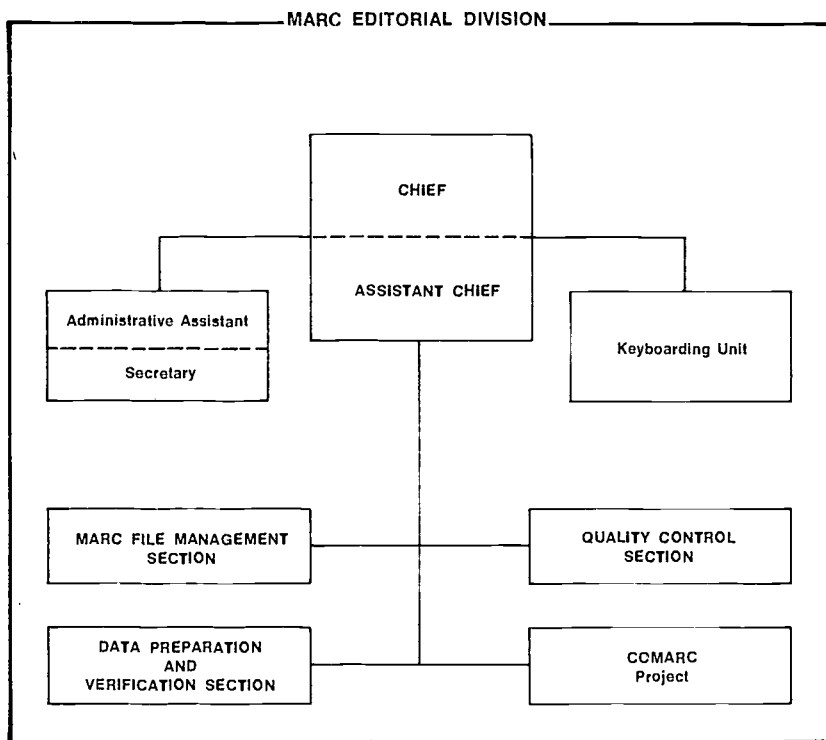 MARC EDITORIAL DIVISION
CHIEF
ASSISTANT CHIEF
Administrative Assistant
Secretary
Keyboarding Unit
MARC FILE MANAGEMENT
SECTION
QUALITY CONTROL
SECTION
DATA PREPARATION
AND
VERIFICATION SECTION
COMARC
Project